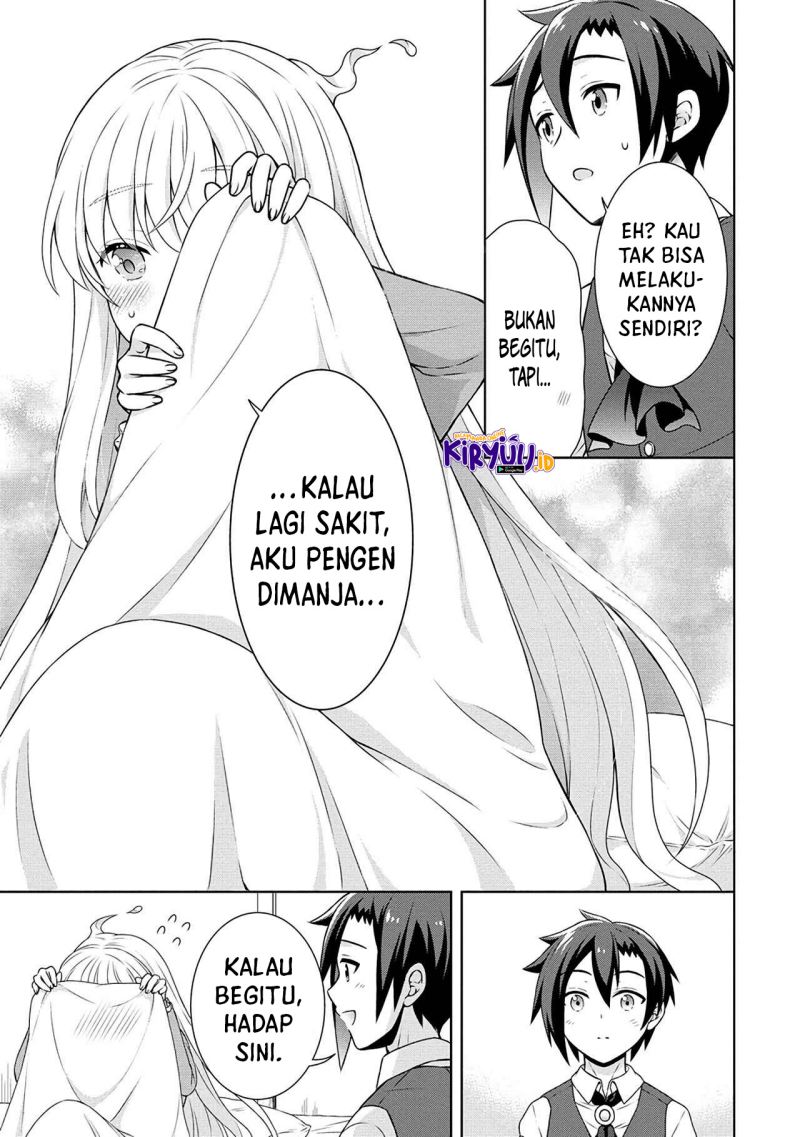 EH? KAU
TAK BISA
MELAKU-
KANNYA
SENDIRI?
BUKAN
BEGITU,
TAPI...
KIRYUU.ID
...KALAU
LAGI SAKIT,
AKU PENGEN
DIMANJA...
KALAU
BEGITU,
HADAP
SINI.